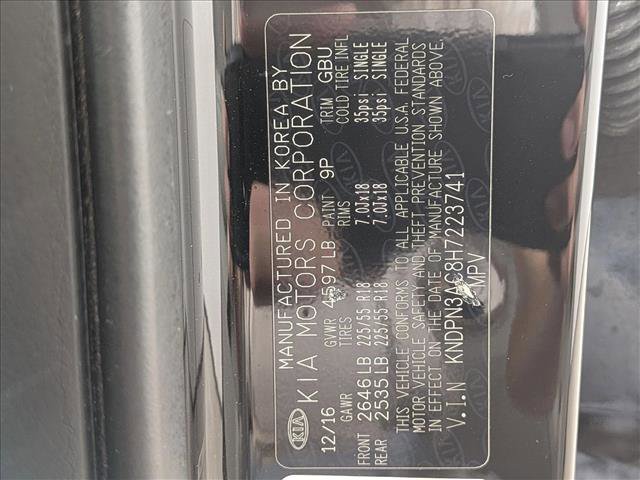 KIA
MANUFACTURED IN KOREA BY
KIA MOTORS CORPORATION
12/16 GVWR 4597LB PAINT 9P TRIM GBU
GAWR TIRES RIMS COLD TIRE INFL
FRONT 2646LB 225/55 R18 7.0Jx18 35psi SINGLE
REAR 2535LB 225/55 R18 7.0Jx18 35psi SINGLE
THIS VEHICLE CONFORMS TO ALL APPLICABLE U.S.A. FEDERAL
MOTOR VEHICLE SAFETY AND THEFT PREVENTION STANDARDS
IN EFFECT ON THE DATE OF MANUFACTURE SHOWN ABOVE.
V.I.N KNDPN3AC8H7223741
MPV